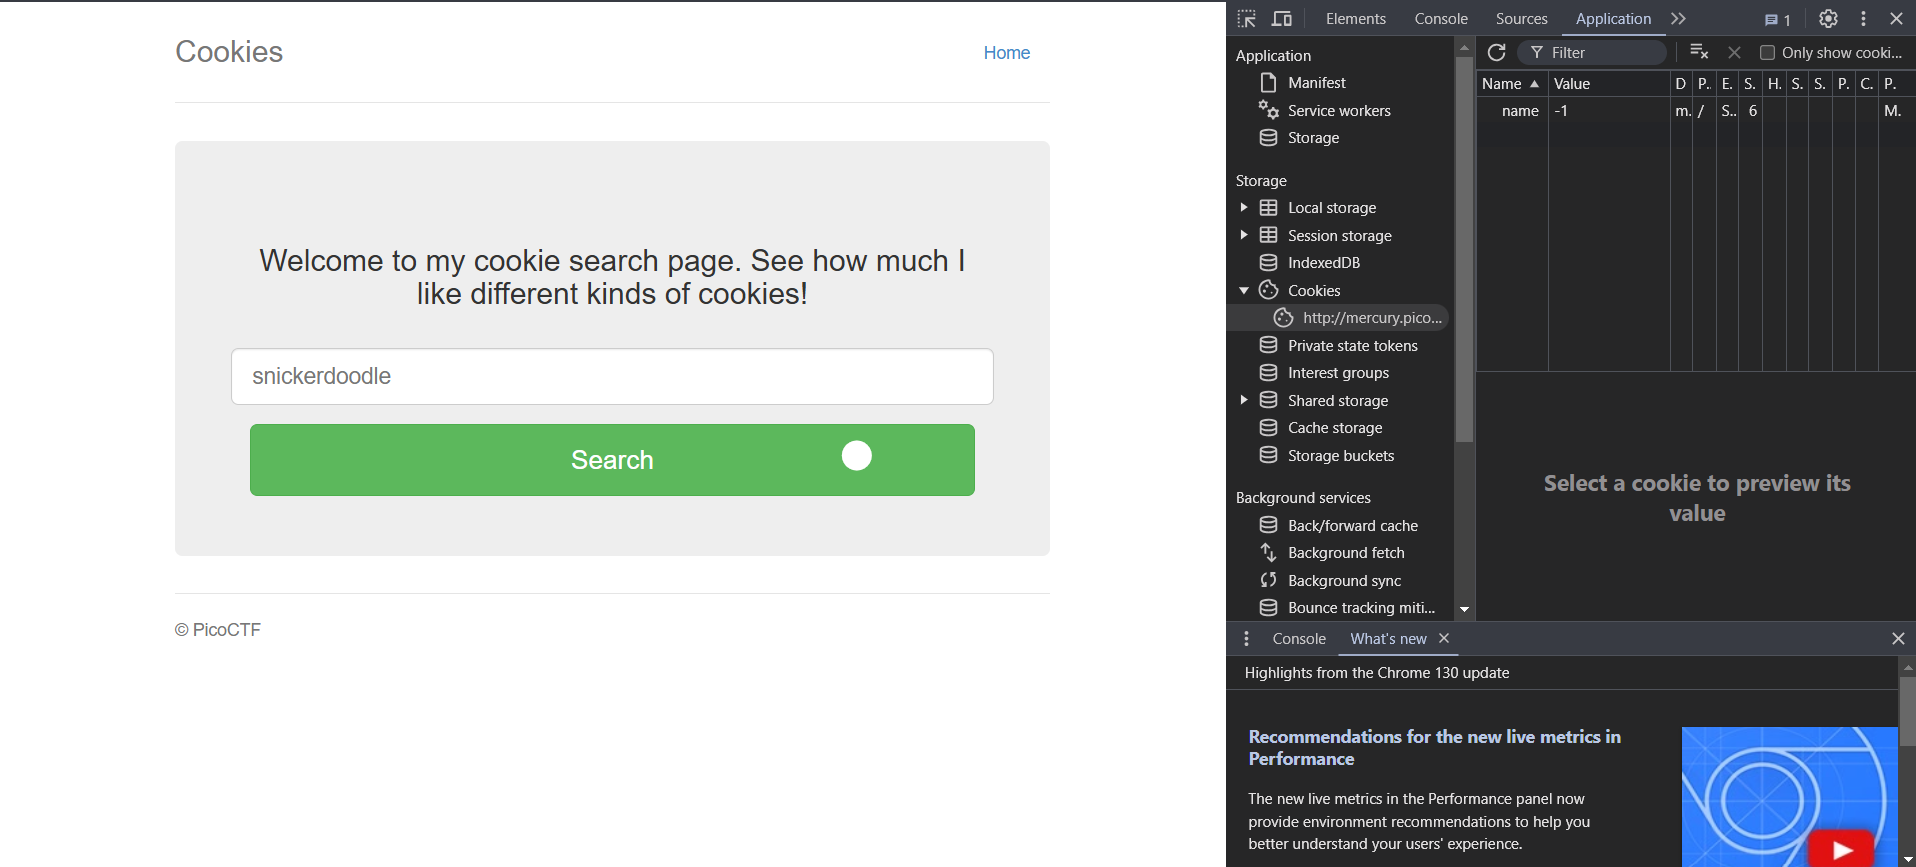 Cookies
Home
Welcome to my cookie search page. See how much I
like different kinds of cookies!
snickerdoodle
Search
© PicoCTF
Elements Console Sources Application 1
Application
Manifest
Service workers
Storage
Storage
Local storage
Session storage
IndexedDB
Cookies
http://mercury.pico...
Private state tokens
Interest groups
Shared storage
Cache storage
Storage buckets
Background services
Back/forward cache
Background fetch
Background sync
Bounce tracking miti...
Filter Only show cooki...
Name Value D P.. E. S. H. S. S. P. C. P.
name -1 m. / S.. 6 M.
Select a cookie to preview its
value
Console What's new
Highlights from the Chrome 130 update
Recommendations for the new live metrics in
Performance
The new live metrics in the Performance panel now
provide environment recommendations to help you
better understand your users' experience.